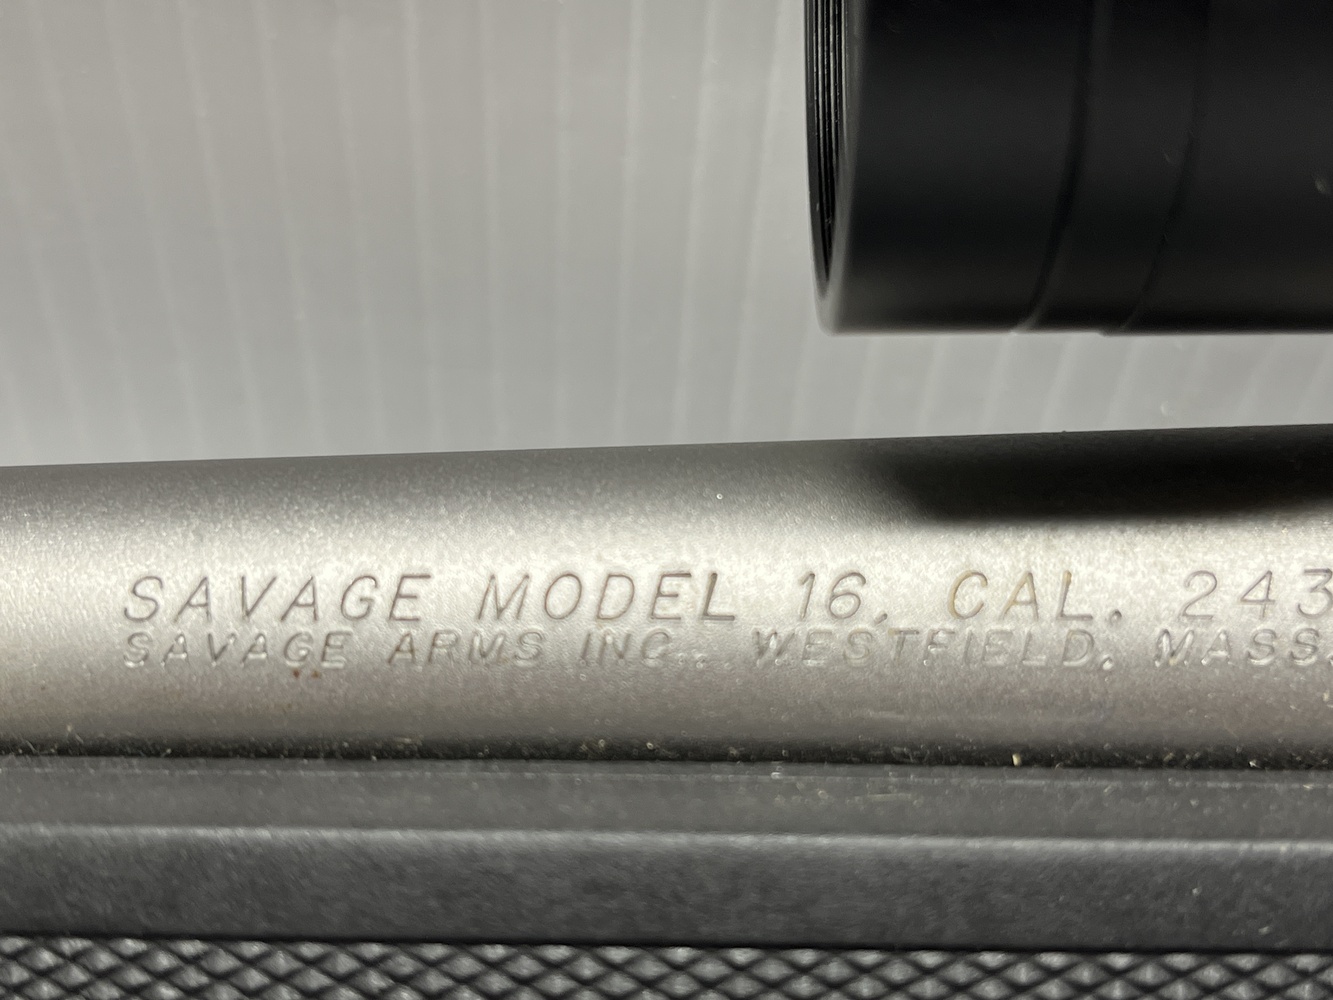 SAVAGE MODEL 16, CAL. 243
SAVAGE ARMS INC., WESTFIELD, MASS.